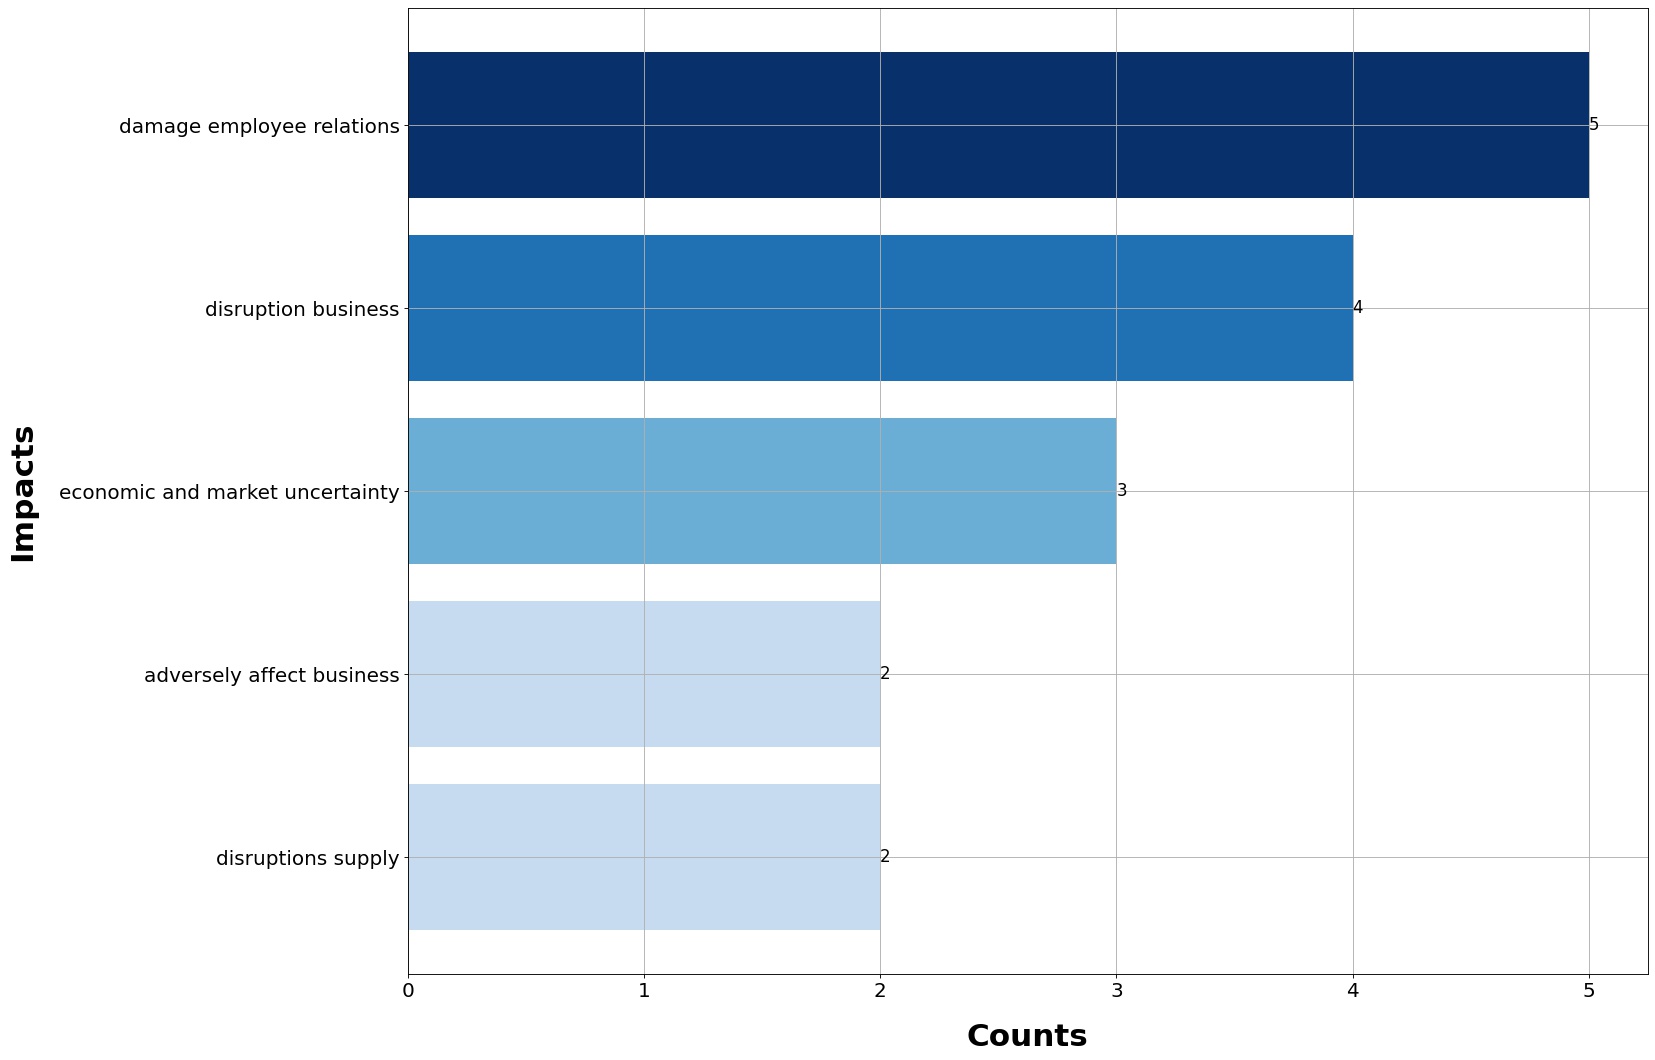 damage employee relations
5
disruption business
4
economic and market uncertainty
3
adversely affect business
2
disruptions supply
2
Impacts
0 1 2 3 4 5
Counts